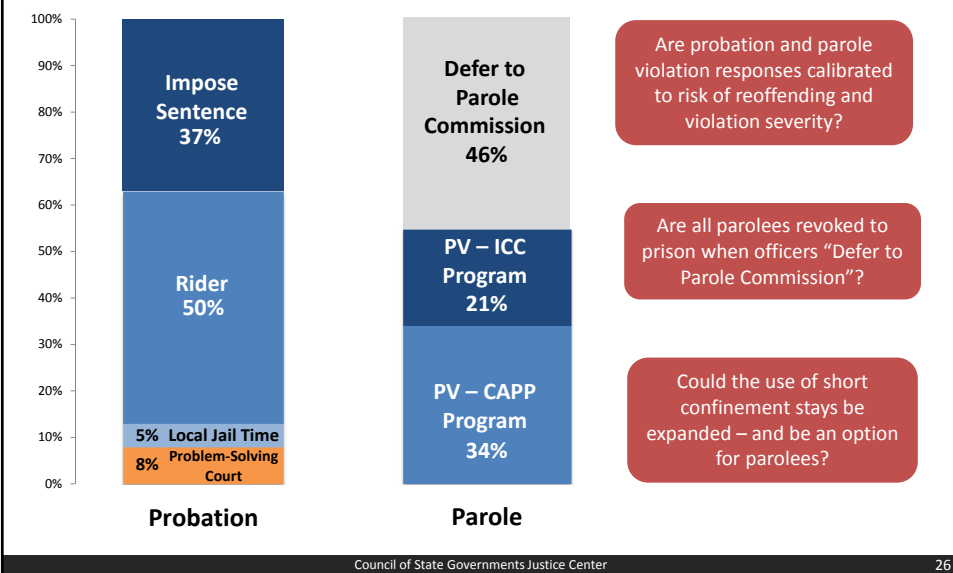 100%
90%
80%
70%
60%
50%
40%
30%
20%
10%
0%
Impose
Sentence
37%
Rider
50%
5% Local Jail Time
8% Problem-Solving
Court
Probation
Defer to
Parole
Commission
46%
PV – ICC
Program
21%
PV – CAPP
Program
34%
Parole
Are probation and parole
violation responses calibrated
to risk of reoffending and
violation severity?
Are all parolees revoked to
prison when officers “Defer to
Parole Commission”?
Could the use of short
confinement stays be
expanded – and be an option
for parolees?
Council of State Governments Justice Center
26